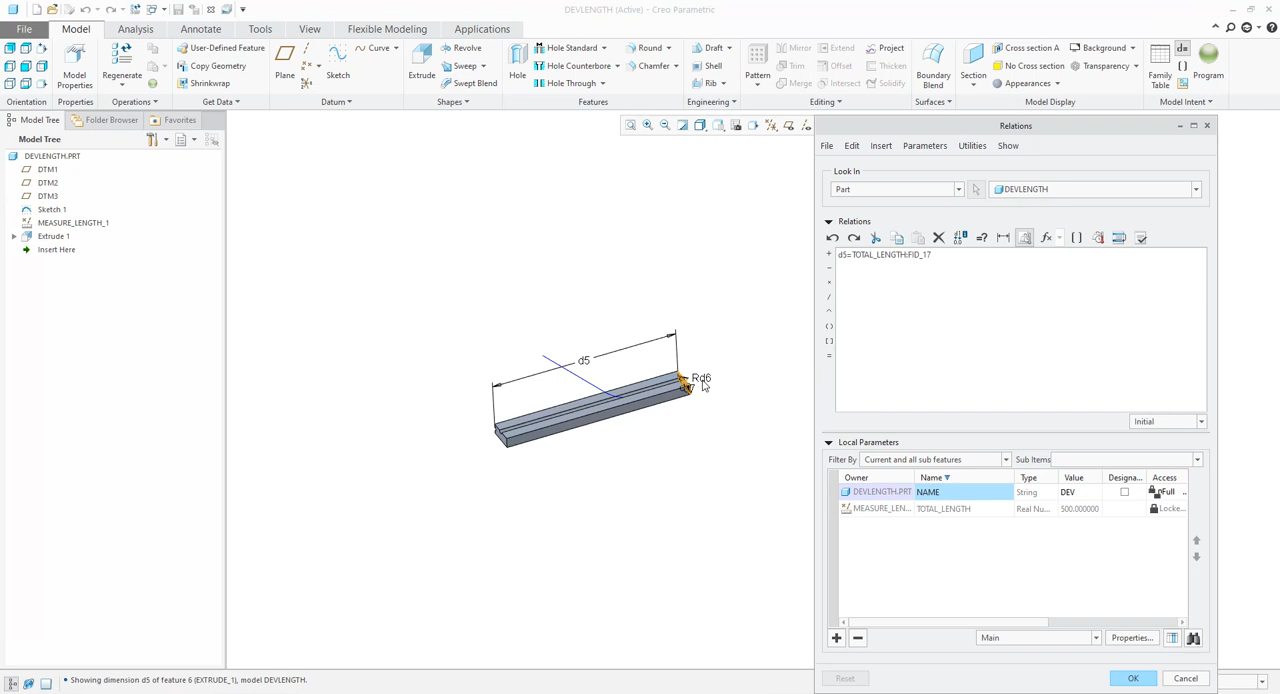 DEVLENGTH (Active) - Creo Parametric
File Model Analysis Annotate Tools View Flexible Modeling Applications
Model Properties
Regenerate
User-Defined Feature
Copy Geometry
Shrinkwrap
Plane
Curve
Sketch
Extrude
Revolve
Sweep
Swept Blend
Hole
Hole Standard
Hole Counterbore
Hole Through
Round
Chamfer
Draft
Shell
Rib
Pattern
Mirror
Trim
Merge
Extend
Offset
Intersect
Project
Thicken
Solidify
Boundary Blend
Section
Cross section A
No Cross section
Appearances
Background
Transparency
Family Table
d=
Program
Orientation Properties Operations Get Data Datum Shapes Features Engineering Editing Surfaces Model Display Model Intent
Model Tree Folder Browser Favorites
Model Tree
DEVLENGTH.PRT
DTM1
DTM2
DTM3
Sketch 1
MEASURE_LENGTH_1
Extrude 1
Insert Here
d5
Rd6
Relations
File Edit Insert Parameters Utilities Show
Look In
Part DEVLENGTH
Relations
d5=TOTAL_LENGTH:FID_17
Initial
Local Parameters
Filter By Current and all sub features Sub Items
Owner Name Type Value Designa... Access
DEVLENGTH.PRT NAME String DEV Full ..
MEASURE_LEN... TOTAL_LENGTH Real Nu... 500.000000 Locke...
Main Properties...
Reset OK Cancel
Showing dimension d5 of feature 6 (EXTRUDE_1), model DEVLENGTH.